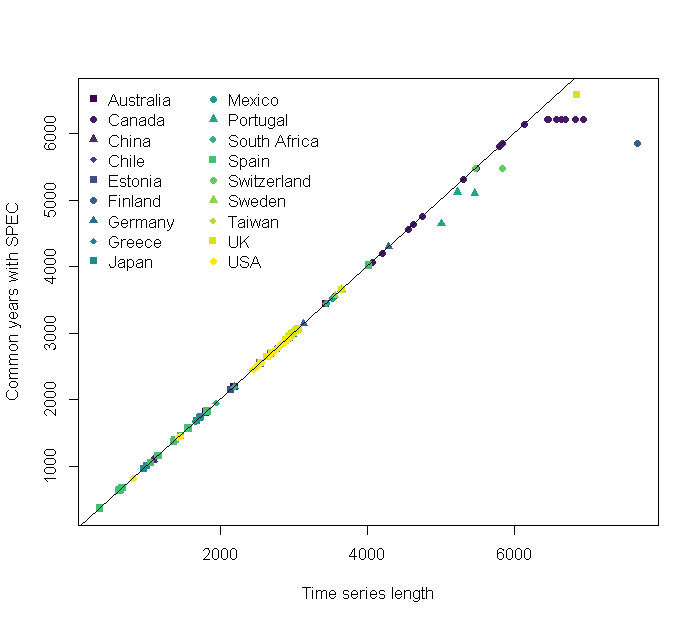 Australia
Canada
China
Chile
Estonia
Finland
Germany
Greece
Japan
Mexico
Portugal
South Africa
Spain
Switzerland
Sweden
Taiwan
UK
USA
Common years with SPEC
6000
5000
4000
3000
2000
1000
2000 4000 6000
Time series length